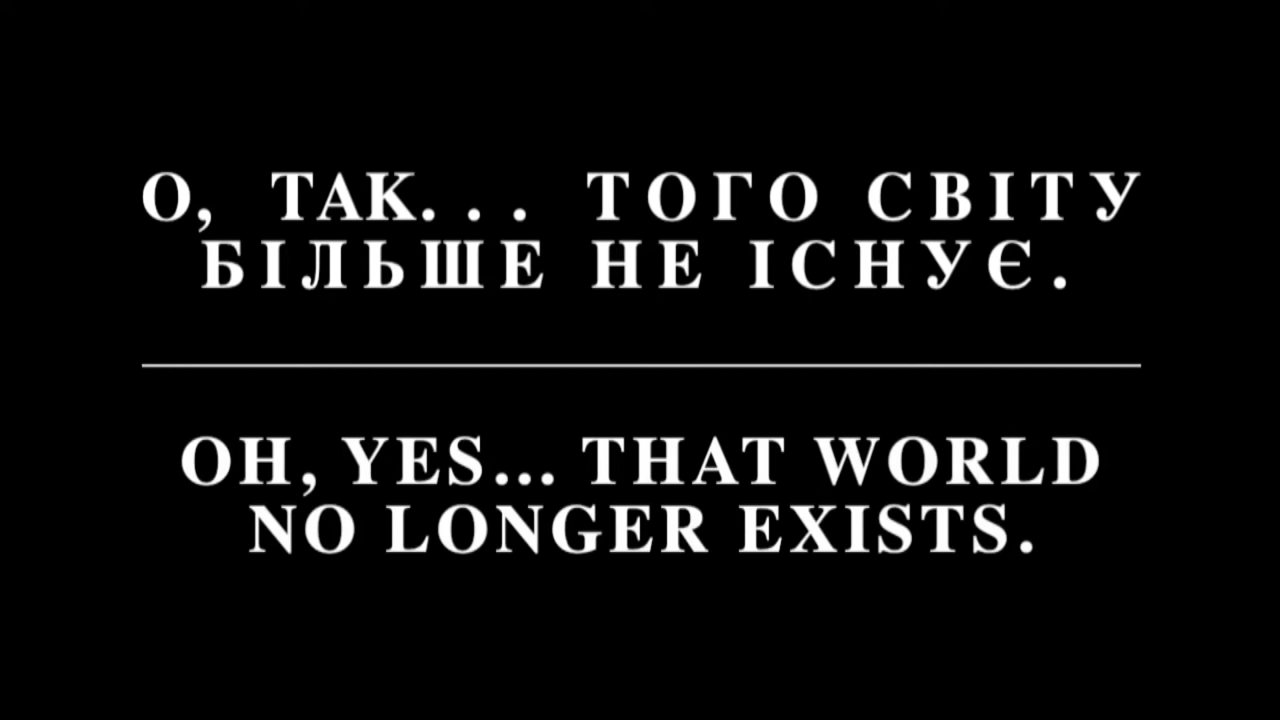 О, ТАК. . . ТОГО СВІТУ
БІЛЬШЕ НЕ ІСНУЄ.
OH, YES... THAT WORLD
NO LONGER EXISTS.